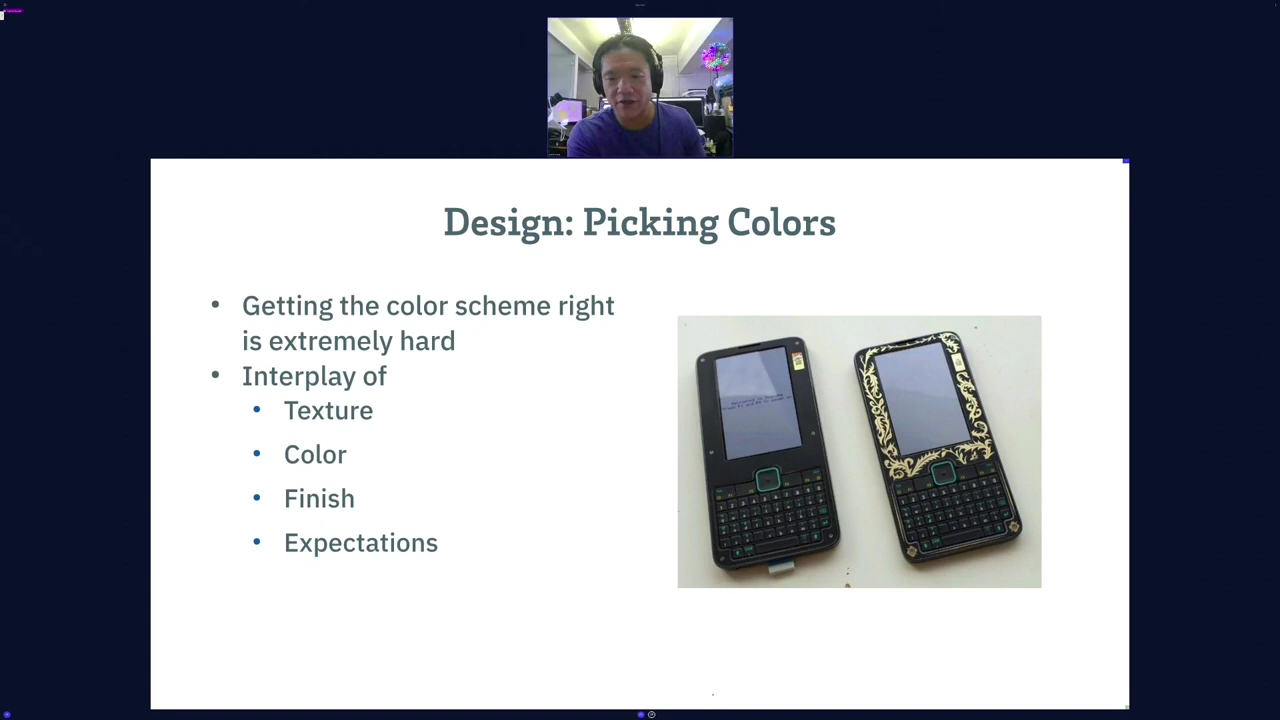 Design: Picking Colors
• Getting the color scheme right
is extremely hard
• Interplay of
• Texture
• Color
• Finish
• Expectations